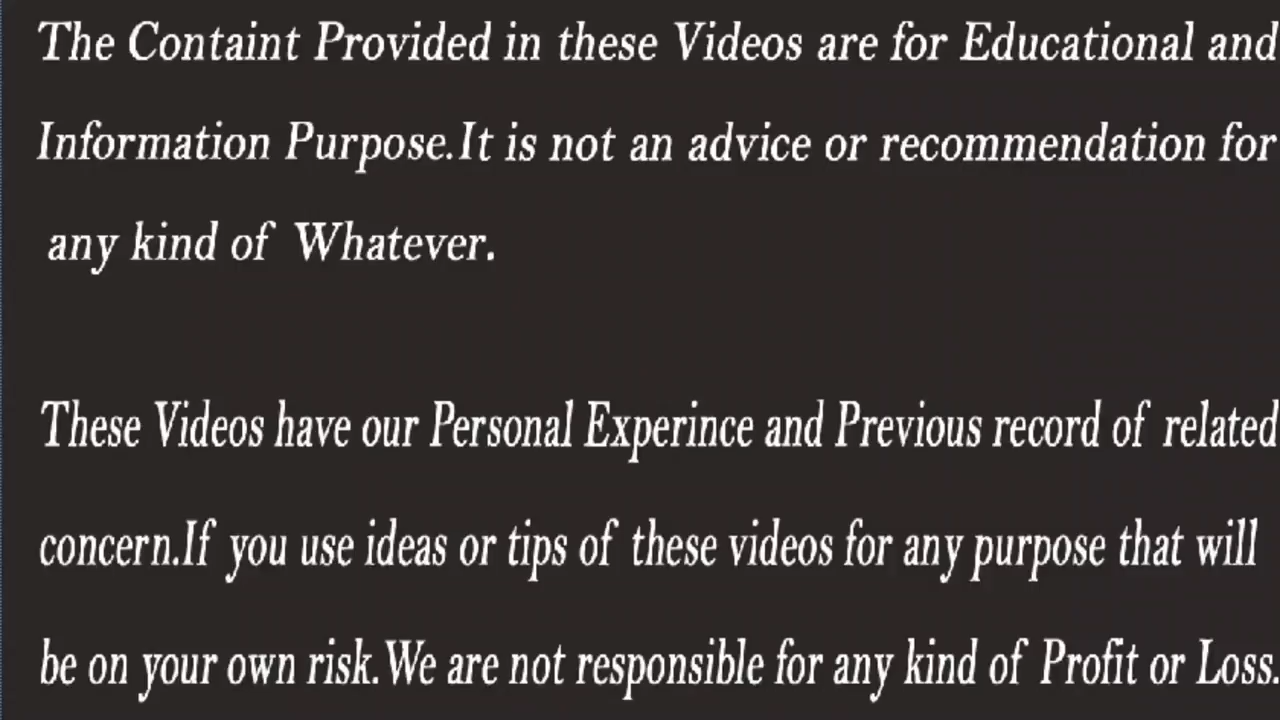 The Containt Provided in these Videos are for Educational and
Information Purpose.It is not an advice or recommendation for
any kind of Whatever.
These Videos have our Personal Experince and Previous record of related
concern.If you use ideas or tips of these videos for any purpose that will
be on your own risk.We are not responsible for any kind of Profit or Loss.